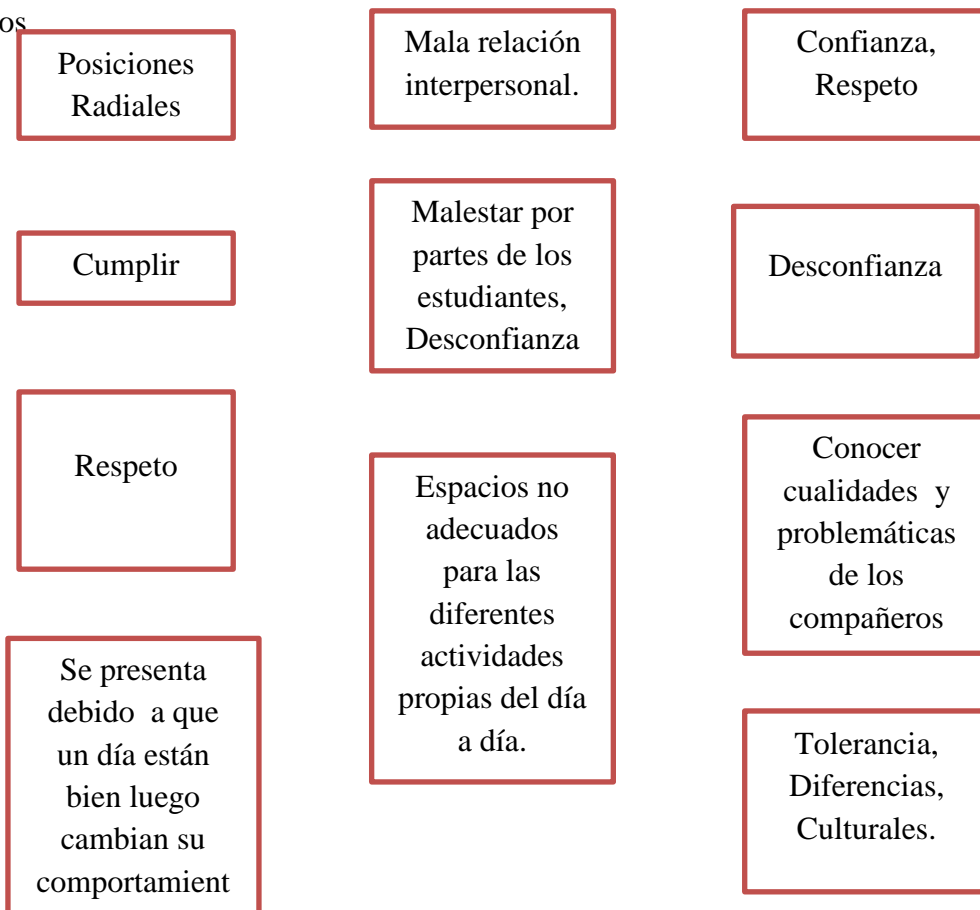 os
Posiciones
Radiales
Cumplir
Respeto
Se presenta
debido  a que
un día están
bien luego
cambian su
comportamient
Mala relación
interpersonal.
Malestar por
partes de los
estudiantes,
Desconfianza
Espacios no
adecuados
para las
diferentes
actividades
propias del día
a día.
Confianza,
Respeto
Desconfianza
Conocer
cualidades  y
problemáticas
de los
compañeros
Tolerancia,
Diferencias,
Culturales.